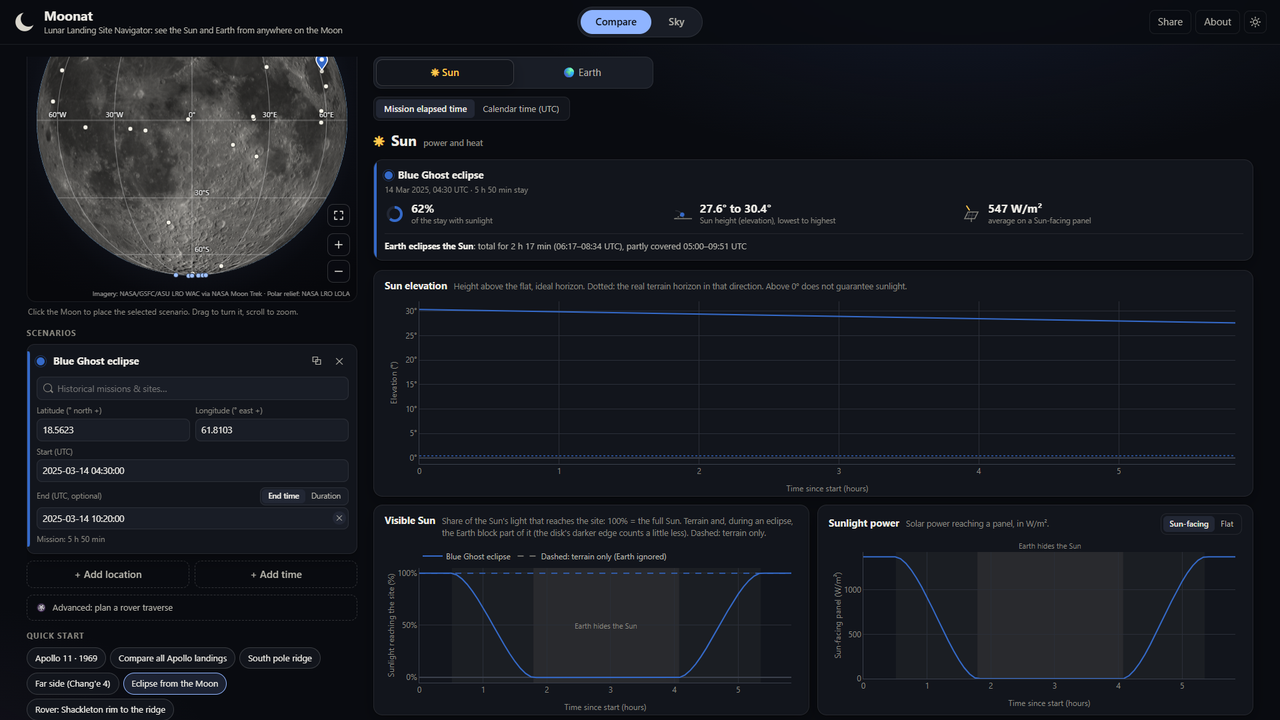 Moonat
Lunar Landing Site Navigator: see the Sun and Earth from anywhere on the Moon
Compare
Sky
Share
About
60°W
30°W
0°
30°E
60°E
30°S
60°S
Imagery: NASA/GSFC/ASU LRO WAC via NASA Moon Trek · Polar relief: NASA LRO LOLA
Click the Moon to place the selected scenario. Drag to turn it, scroll to zoom.
SCENARIOS
Blue Ghost eclipse
Historical missions & sites...
Latitude (° north +)
Longitude (° east +)
18.5623
61.8103
Start (UTC)
2025-03-14 04:30:00
End (UTC, optional)
End time
Duration
2025-03-14 10:20:00
Mission: 5 h 50 min
+ Add location
+ Add time
Advanced: plan a rover traverse
QUICK START
Apollo 11 · 1969
Compare all Apollo landings
South pole ridge
Far side (Chang'e 4)
Eclipse from the Moon
Rover: Shackleton rim to the ridge
Sun
Earth
Mission elapsed time
Calendar time (UTC)
Sun power and heat
Blue Ghost eclipse
14 Mar 2025, 04:30 UTC · 5 h 50 min stay
62%
of the stay with sunlight
27.6° to 30.4°
Sun height (elevation), lowest to highest
547 W/m²
average on a Sun-facing panel
Earth eclipses the Sun: total for 2 h 17 min (06:17–08:34 UTC), partly covered 05:00–09:51 UTC
Sun elevation Height above the flat, ideal horizon. Dotted: the real terrain horizon in that direction. Above 0° does not guarantee sunlight.
30°
25°
20°
15°
10°
5°
0°
Elevation (°)
0 1 2 3 4 5
Time since start (hours)
Visible Sun Share of the Sun's light that reaches the site: 100% = the full Sun. Terrain and, during an eclipse,
the Earth block part of it (the disk's darker edge counts a little less). Dashed: terrain only.
Blue Ghost eclipse
Dashed: terrain only (Earth ignored)
100%
50%
0%
Sunlight reaching the site (%)
Earth hides the Sun
0 1 2 3 4 5
Time since start (hours)
Sunlight power Solar power reaching a panel, in W/m².
Sun-facing
Flat
Earth hides the Sun
1000
500
0
Sun-facing panel (W/m²)
0 1 2 3 4 5
Time since start (hours)